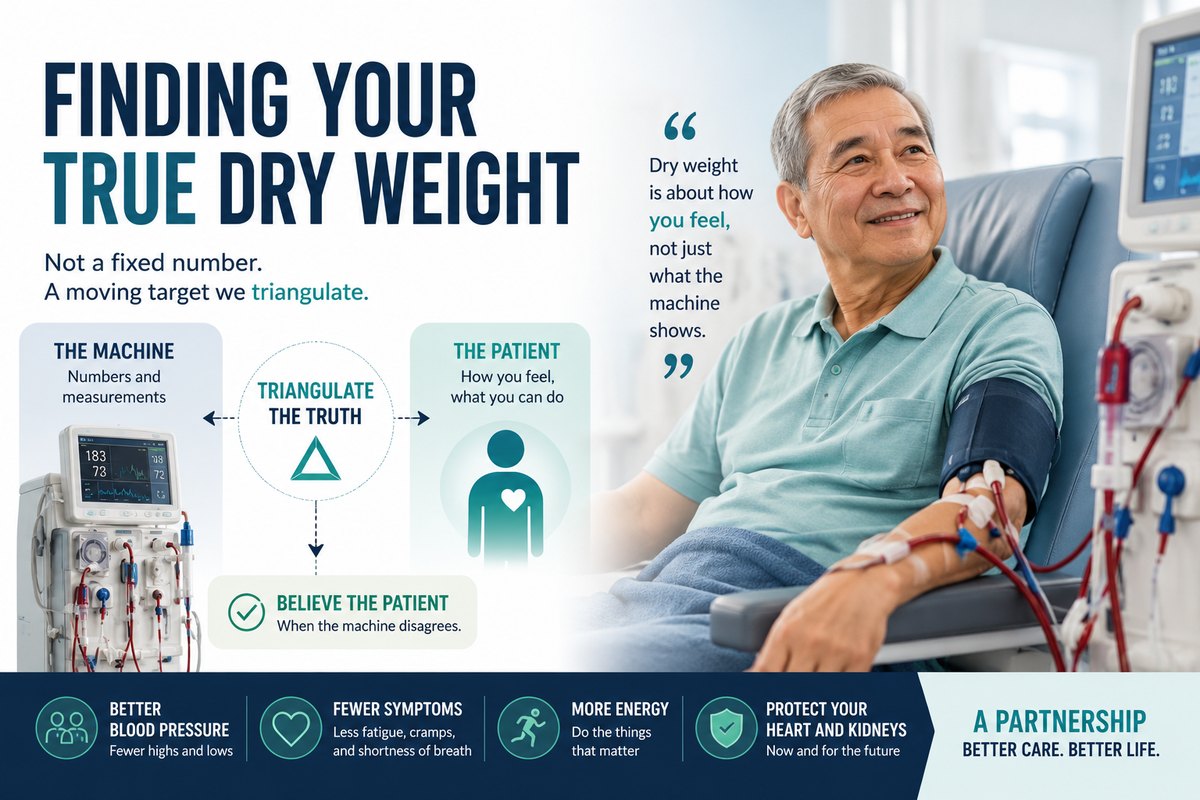 FINDING YOUR
TRUE DRY WEIGHT
Not a fixed number.
A moving target we triangulate.
“
Dry weight
is about how
you feel,
not just
what the
machine
shows.
”
THE MACHINE
Numbers and
measurements
183
73
72
TRIANGULATE
THE TRUTH
THE PATIENT
How you feel,
what you can do
BELIEVE THE PATIENT
When the machine disagrees.
BETTER
BLOOD PRESSURE
Fewer highs and lows
FEWER SYMPTOMS
Less fatigue, cramps,
and shortness of breath
MORE ENERGY
Do the things
that matter
PROTECT YOUR
HEART AND KIDNEYS
Now and for the future
A PARTNERSHIP
BETTER CARE. BETTER LIFE.